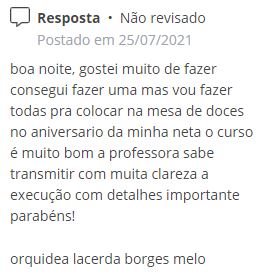 Resposta • Não revisado
Postado em 25/07/2021
boa noite, gostei muito de fazer
consegui fazer uma mas vou fazer
todas pra colocar na mesa de doces
no aniversario da minha neta o curso
é muito bom a professora sabe
transmitir com muita clareza a
execução com detalhes importante
parabéns!
orquidea lacerda borges melo